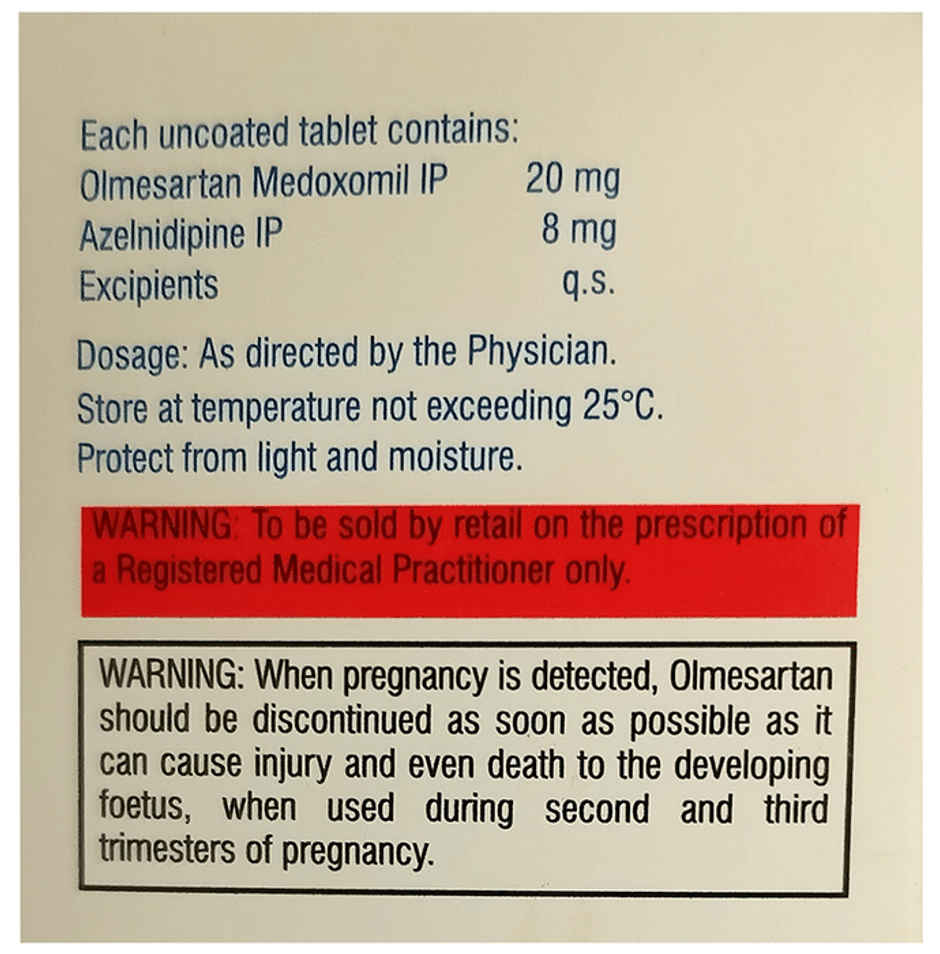 Each uncoated tablet contains:
Olmesartan Medoxomil IP 20 mg
Azelnidipine IP 8 mg
Excipients q.s.
Dosage: As directed by the Physician.
Store at temperature not exceeding 25°C.
Protect from light and moisture.
WARNING: To be sold by retail on the prescription of
a Registered Medical Practitioner only.
WARNING: When pregnancy is detected, Olmesartan
should be discontinued as soon as possible as it
can cause injury and even death to the developing
foetus, when used during second and third
trimesters of pregnancy.